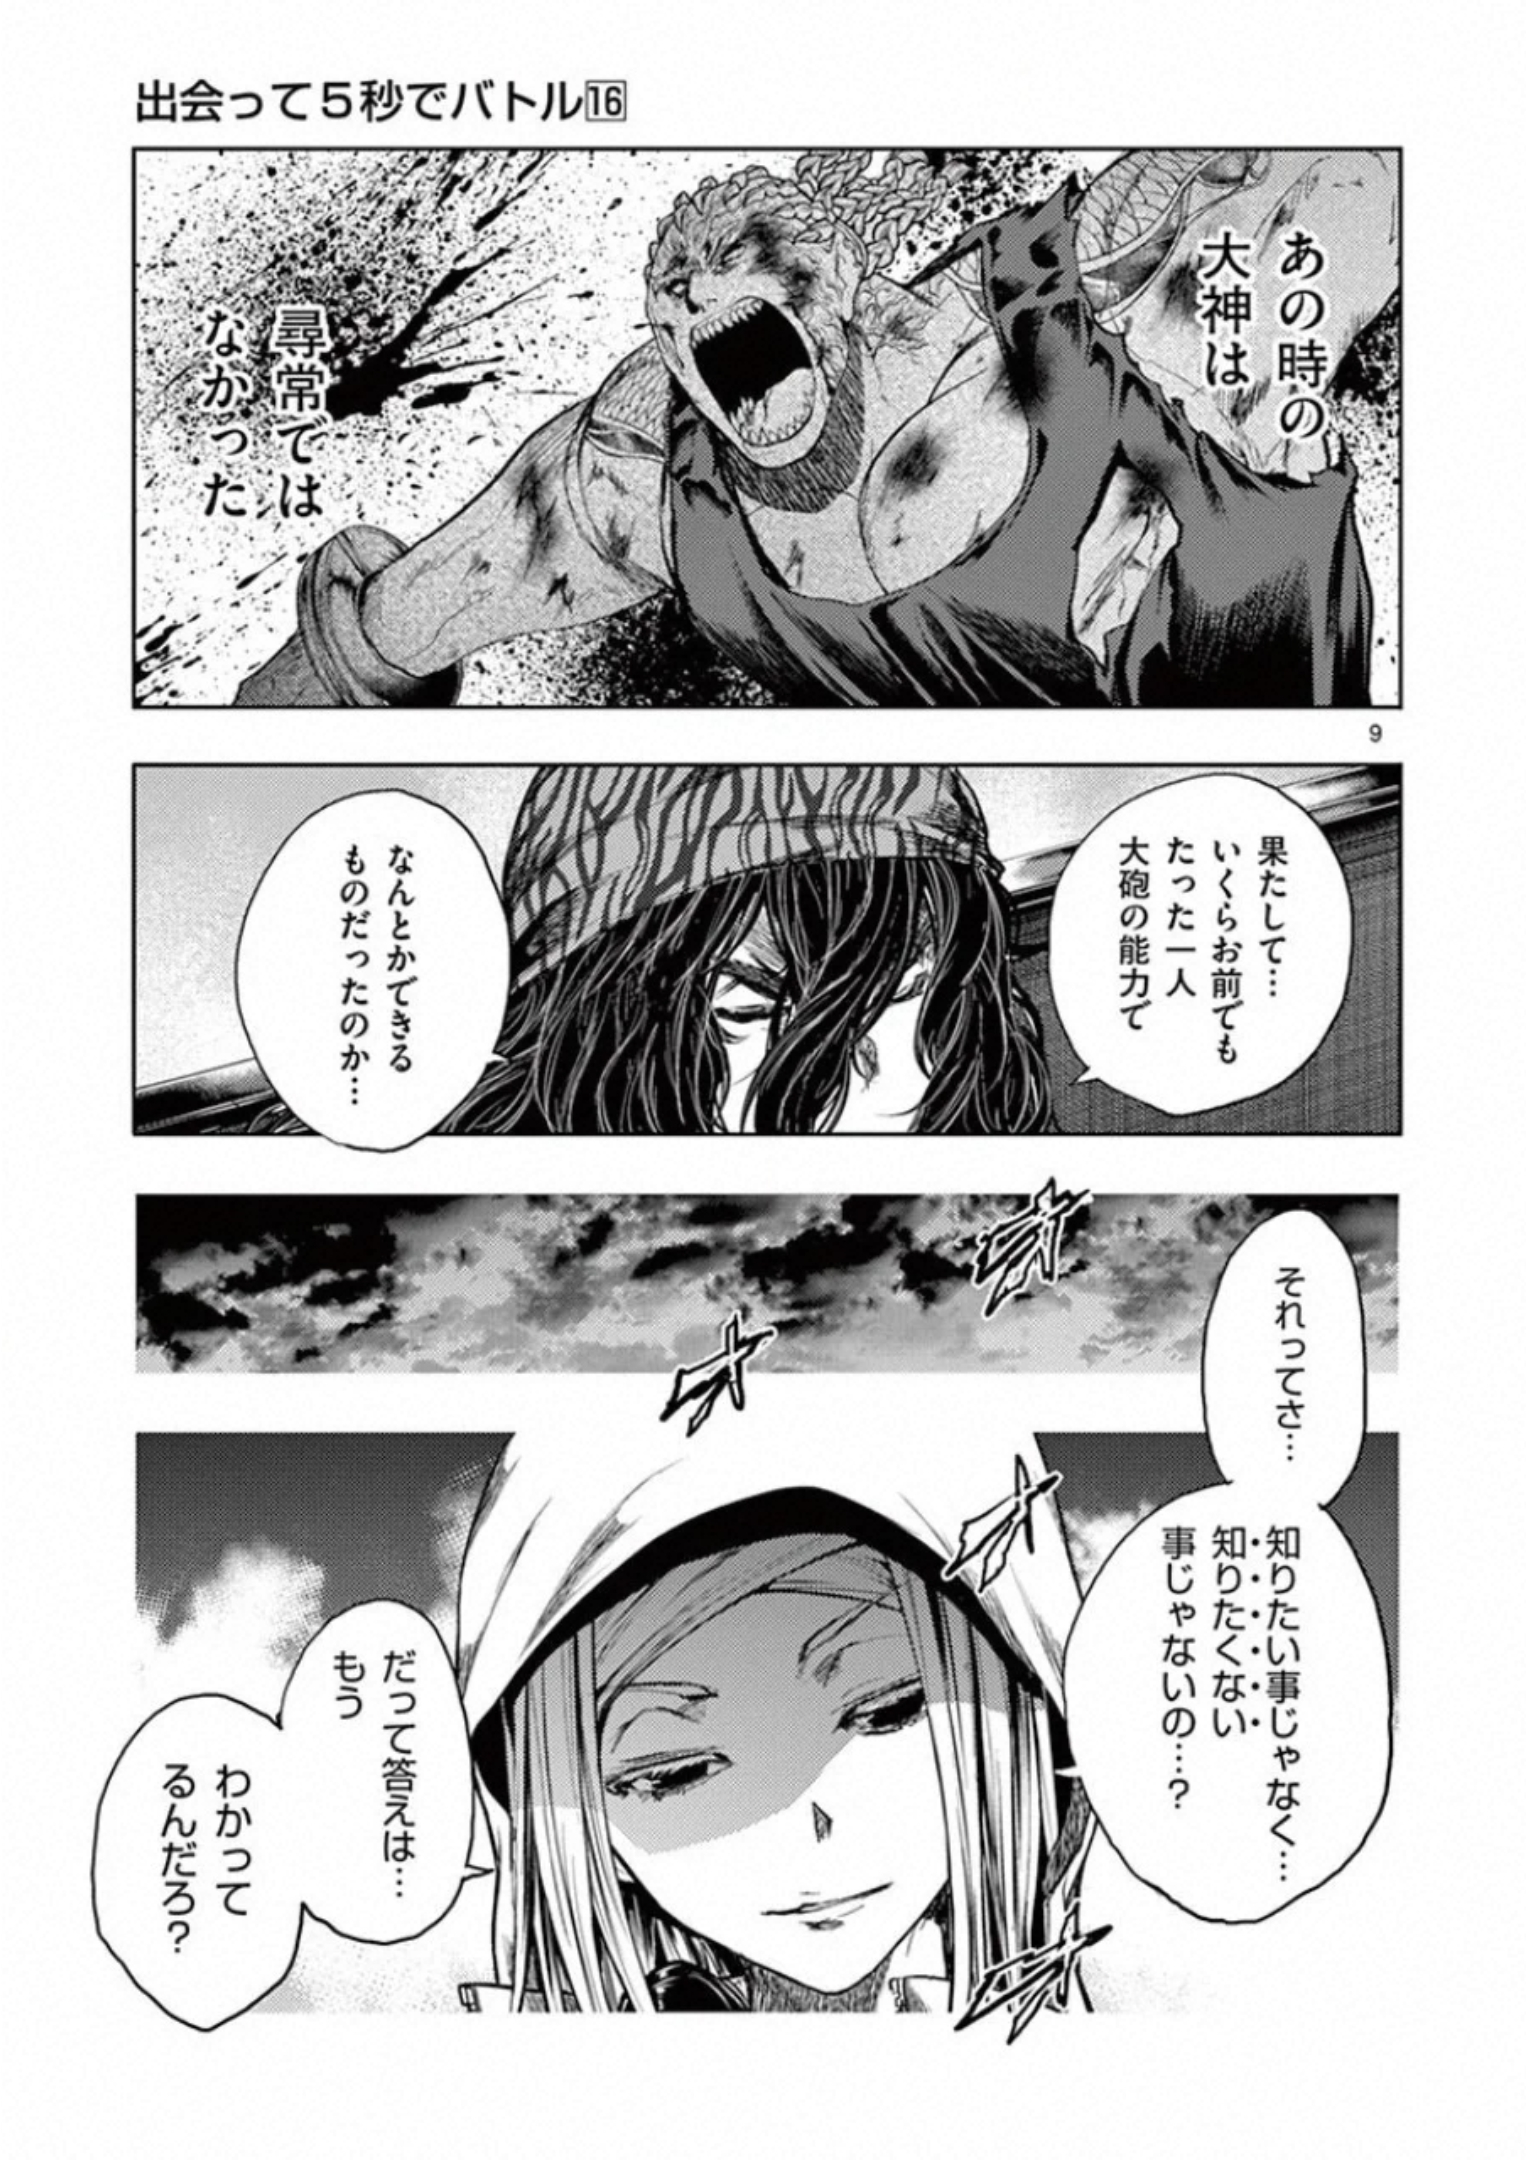 出会って5秒でバトル16
あの時の
大神は
尋常では
なかった
9
果たして…
いくらお前でも
たった一人
大砲の能力で
なんとかできる
ものだったのか…
それってさ…
オ
オ
知りたい事じゃなく…
知りたくない
事じゃないの…?
オ
だって答えは…
もう
わかって
るんだろ?
オ